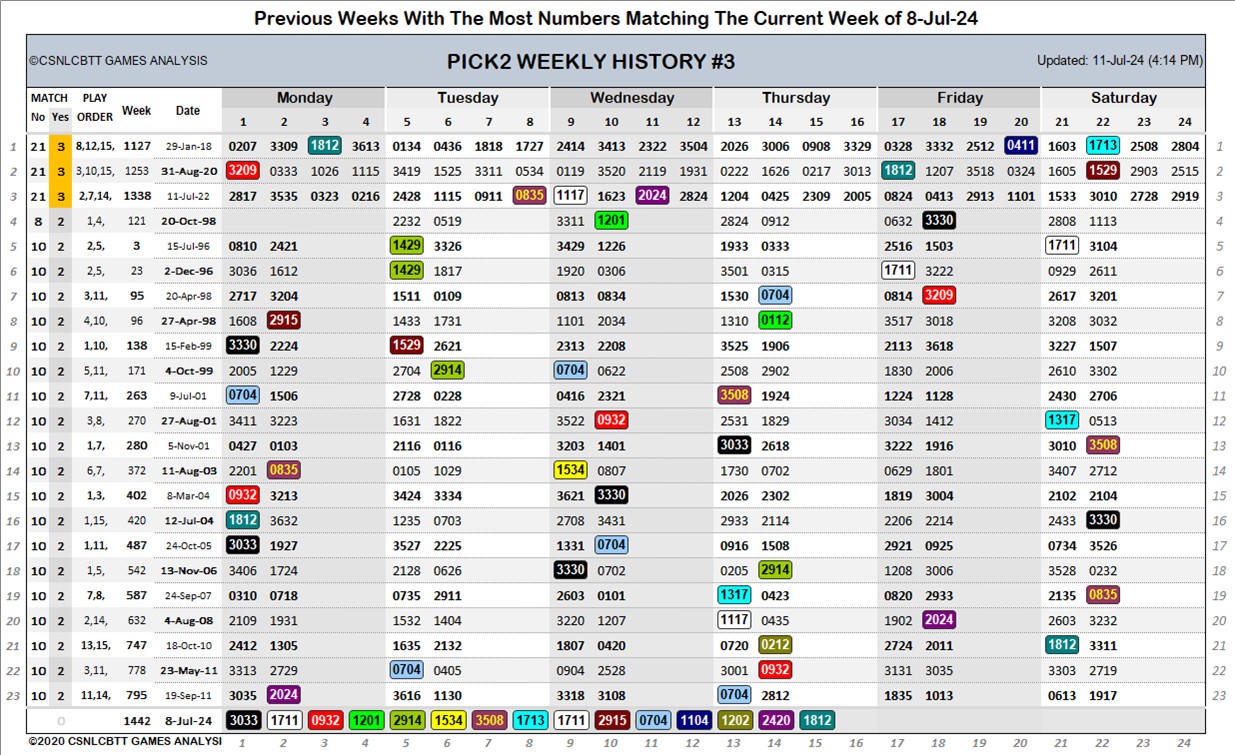 Previous Weeks With The Most Numbers Matching The Current Week of 8-Jul-24
©CSNLCBTT GAMES ANALYSIS PICK2 WEEKLY HISTORY #3 Updated: 11-Jul-24 (4:14 PM)
MATCH PLAY Week Date Monday Tuesday Wednesday Thursday Friday Saturday
No Yes ORDER 1 2 3 4 5 6 7 8 9 10 11 12 13 14 15 16 17 18 19 20 21 22 23 24
1 21 3 8,12,15, 1127 29-Jan-18 0207 3309 1812 3613 0134 0436 1818 1727 2414 3413 2322 3504 2026 3006 0908 3329 0328 3332 2512 0411 1603 1713 2508 2804 1
2 21 3 3,10,15, 1253 31-Aug-20 3209 0333 1026 1115 3419 1525 3311 0534 0119 3520 2119 1931 0222 1626 0217 3013 1812 1207 3518 0324 1605 1529 2903 2515 2
3 21 3 2,7,14, 1338 11-Jul-22 2817 3535 0323 0216 2428 1115 0911 0835 1117 1623 2024 2824 1204 0425 2309 2005 0824 0413 2913 1101 1533 3010 2728 2919 3
4 8 2 1,4, 121 20-Oct-98 2232 0519 3311 1201 2824 0912 0632 3330 2808 1113 4
5 10 2 2,5, 3 15-Jul-96 0810 2421 1429 3326 3429 1226 1933 0333 2516 1503 1711 3104 5
6 10 2 2,5, 23 2-Dec-96 3036 1612 1429 1817 1920 0306 3501 0315 1711 3222 0929 2611 6
7 10 2 3,11, 95 20-Apr-98 2717 3204 1511 0109 0813 0834 1530 0704 0814 3209 2617 3201 7
8 10 2 4,10, 96 27-Apr-98 1608 2915 1433 1731 1101 2034 1310 0112 3517 3018 3208 3032 8
9 10 2 1,10, 138 15-Feb-99 3330 2224 1529 2621 2313 2208 3525 1906 2113 3618 3227 1507 9
10 10 2 5,11, 171 4-Oct-99 2005 1229 2704 2914 0704 0622 2508 2902 1830 2006 2610 3302 10
11 10 2 7,11, 263 9-Jul-01 0704 1506 2728 0228 0416 2321 3508 1924 1224 1128 2430 2706 11
12 10 2 3,8, 270 27-Aug-01 3411 3223 1631 1822 3522 0932 2531 1829 3034 1412 1317 0513 12
13 10 2 1,7, 280 5-Nov-01 0427 0103 2116 0116 3203 1401 3033 2618 3222 1916 3010 3508 13
14 10 2 6,7, 372 11-Aug-03 2201 0835 0105 1029 1534 0807 1730 0702 0629 1801 3407 2712 14
15 10 2 1,3, 402 8-Mar-04 0932 3213 3424 3334 3621 3330 2026 2302 1819 3004 2102 2104 15
16 10 2 1,15, 420 12-Jul-04 1812 3632 1235 0703 2708 3431 2933 2114 2206 2214 2433 3330 16
17 10 2 1,11, 487 24-Oct-05 3033 1927 3527 2225 1331 0704 0916 1508 2921 0925 0734 3526 17
18 10 2 1,5, 542 13-Nov-06 3406 1724 2128 0626 3330 0702 0205 2914 1208 3006 3528 0232 18
19 10 2 7,8, 587 24-Sep-07 0310 0718 0735 2911 2603 0101 1317 0423 0820 2933 2135 0835 19
20 10 2 2,14, 632 4-Aug-08 2109 1931 1532 1404 3220 1207 1117 0435 1902 2024 2603 3232 20
21 10 2 13,15, 747 18-Oct-10 2412 1305 1635 2132 1807 0420 0720 0212 2724 2011 1812 3311 21
22 10 2 3,11, 778 23-May-11 3313 2729 0704 0405 0904 2528 3001 0932 3131 3035 3303 2719 22
23 10 2 11,14, 795 19-Sep-11 3035 2024 3616 1130 3318 3108 0704 2812 1835 1013 0613 1917 23
0 1442 8-Jul-24 3033 1711 0932 1201 2914 1534 3508 1713 1711 2915 0704 1104 1202 2420 1812
©2020 CSNLCBTT GAMES ANALYSI 1 2 3 4 5 6 7 8 9 10 11 12 13 14 15 16 17 18 19 20 21 22 23 24